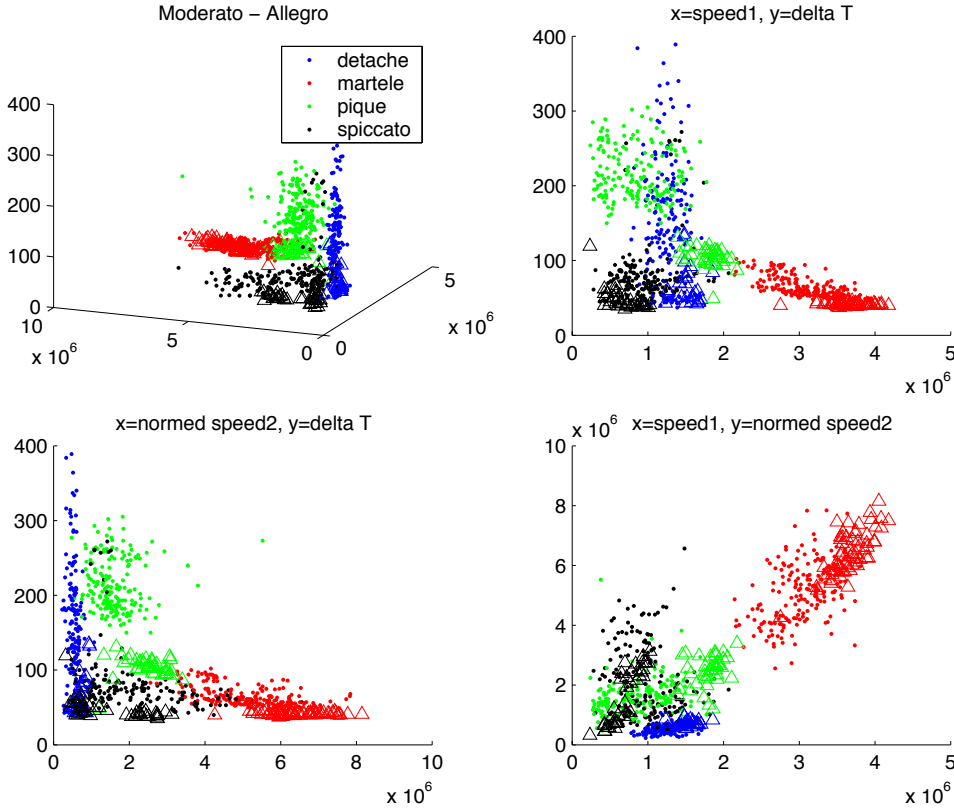 Moderato − Allegro
detache
martele
pique
spiccato
400
300
200
100
0
10
5
0
x 10^6
0
5
x 10^6
x=speed1, y=delta T
400
300
200
100
0
0 1 2 3 4 5
x 10^6
x=normed speed2, y=delta T
400
300
200
100
0
0 2 4 6 8 10
x 10^6
x=speed1, y=normed speed2
x 10^6
10
8
6
4
2
0
0 1 2 3 4 5
x 10^6